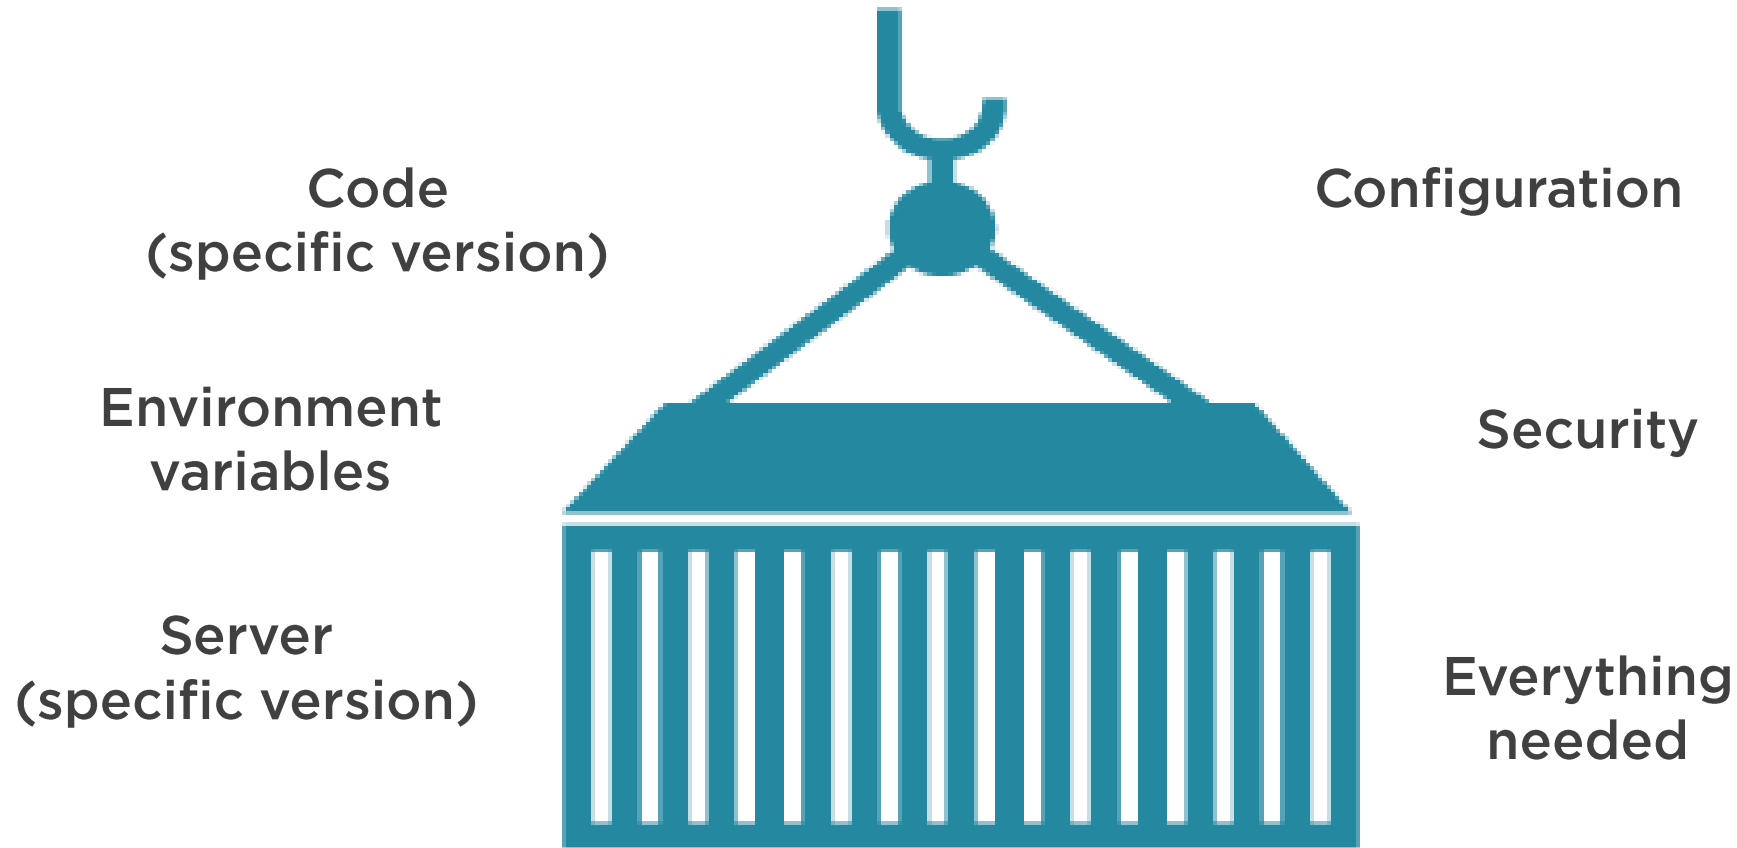 Code
(specific version)
Environment
variables
Server
(specific version)
Configuration
Security
Everything
needed